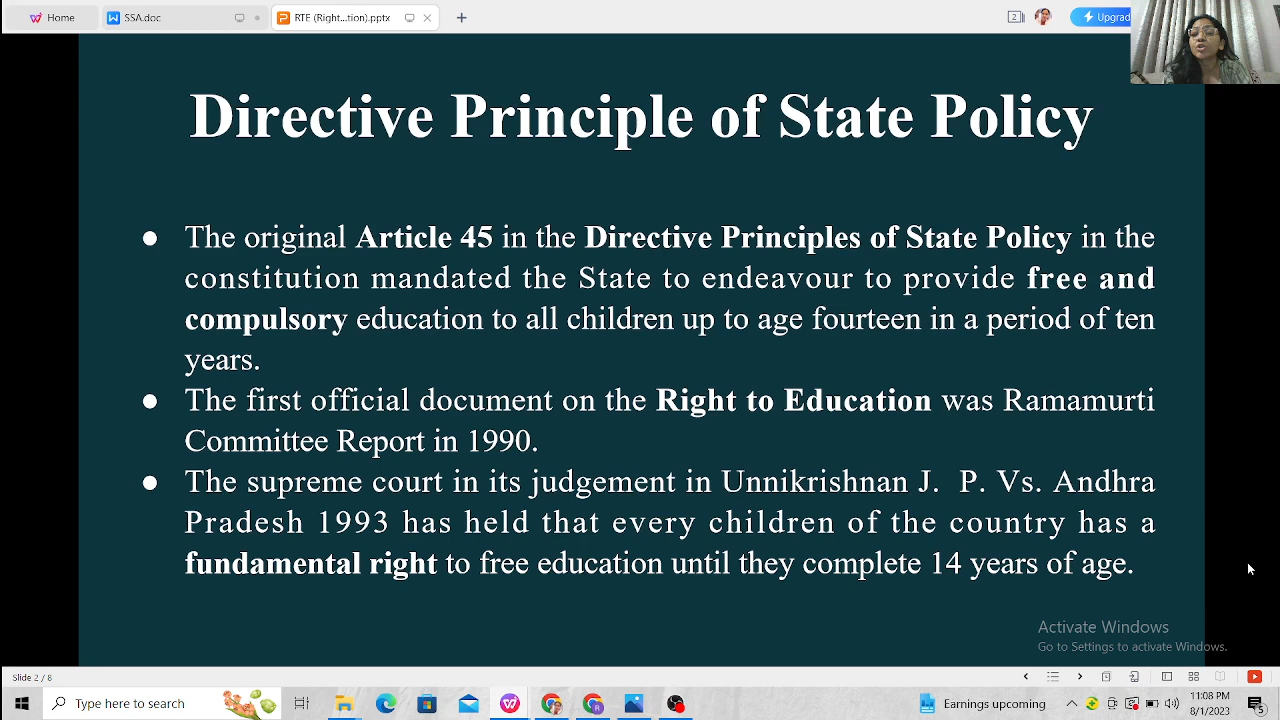 Home
SSA.doc
RTE (Right...tion).pptx
+
2
Upgrad
Directive Principle of State Policy
● The original Article 45 in the Directive Principles of State Policy in the
constitution mandated the State to endeavour to provide free and
compulsory education to all children up to age fourteen in a period of ten
years.
● The first official document on the Right to Education was Ramamurti
Committee Report in 1990.
● The supreme court in its judgement in Unnikrishnan J. P. Vs. Andhra
Pradesh 1993 has held that every children of the country has a
fundamental right to free education until they complete 14 years of age.
Activate Windows
Go to Settings to activate Windows.
Slide 2 / 8
Type here to search
Earnings upcoming
11:08 PM
8/1/2023
5